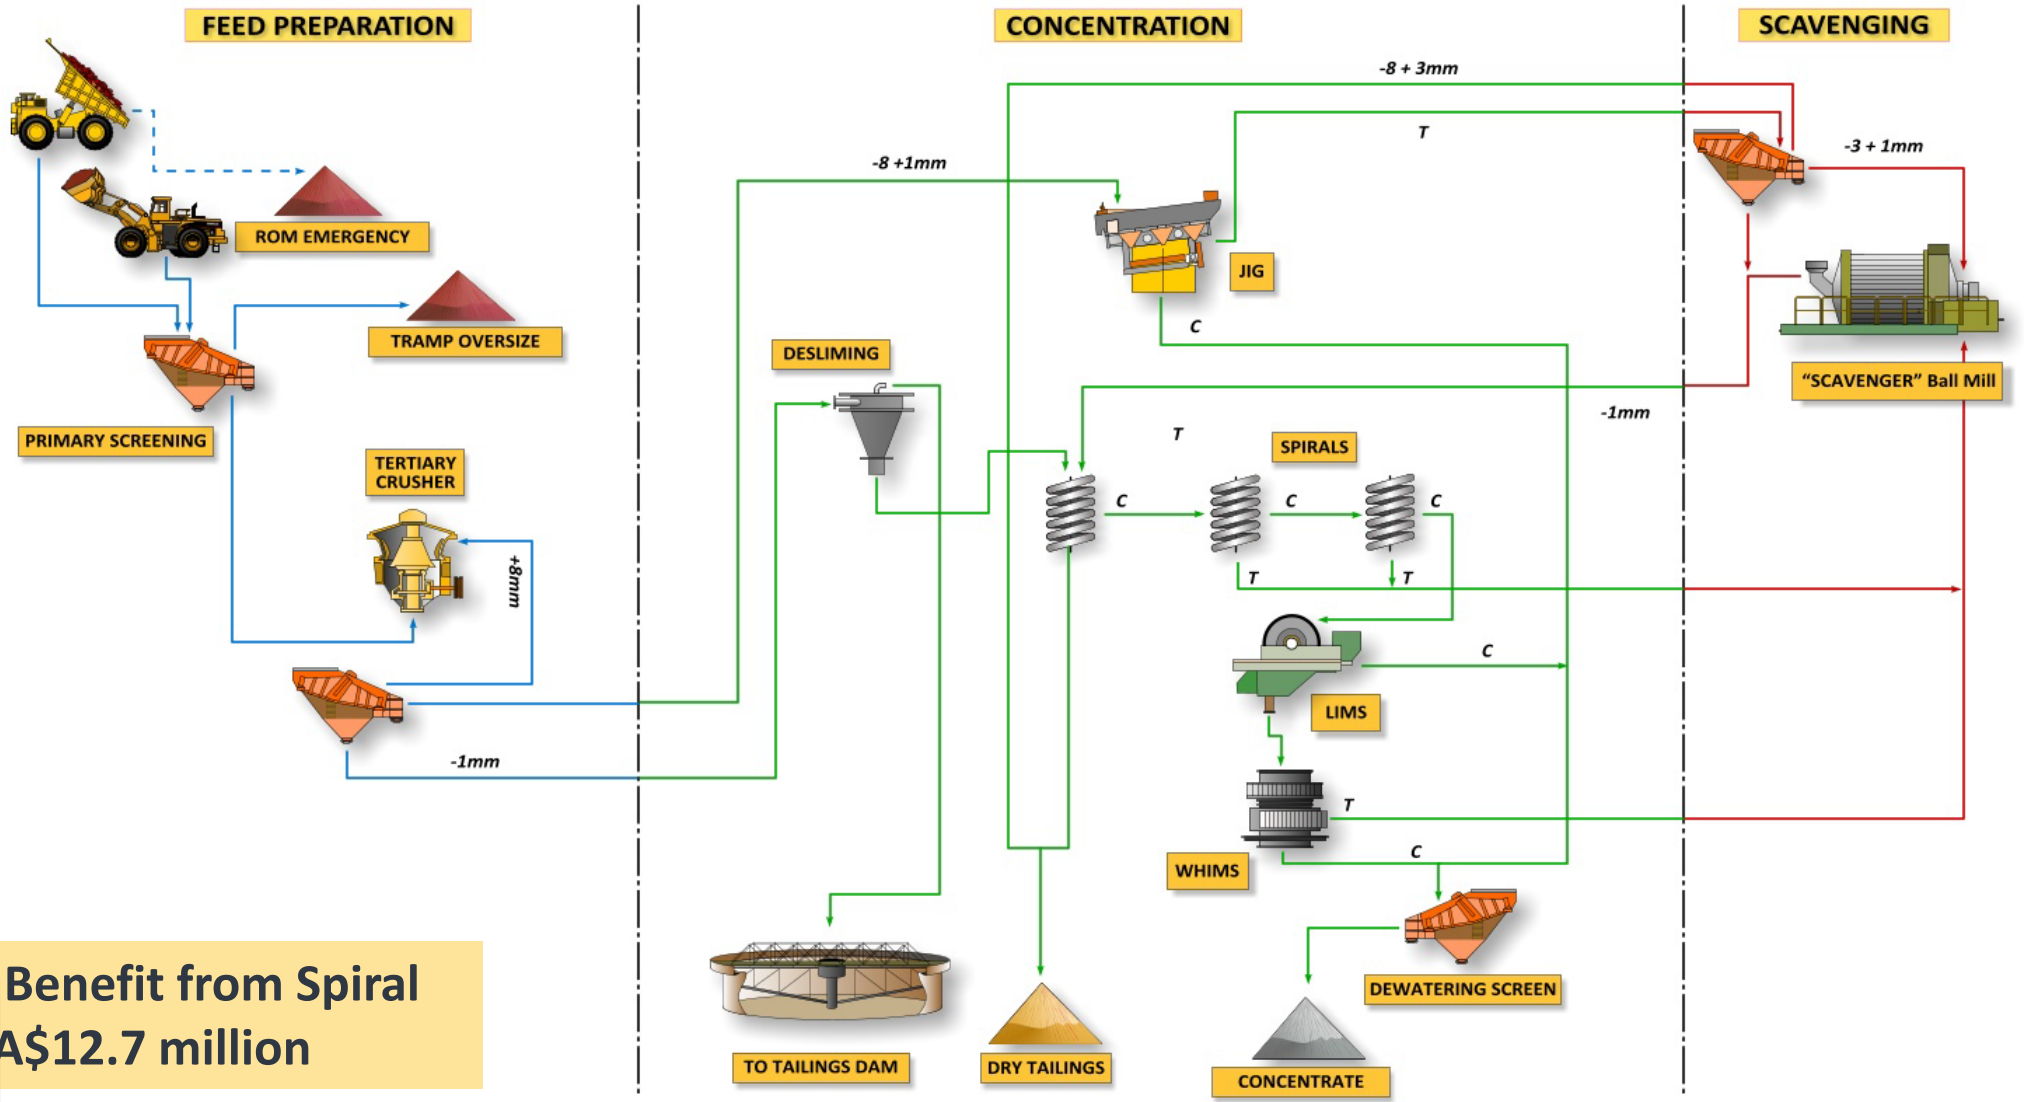 FEED PREPARATION
CONCENTRATION
SCAVENGING
-8 + 3mm
T
-3 + 1mm
-8 +1mm
ROM EMERGENCY
JIG
C
TRAMP OVERSIZE
DESLIMING
"SCAVENGER" Ball Mill
-1mm
PRIMARY SCREENING
T
SPIRALS
TERTIARY
CRUSHER
C
C
C
+8mm
T
T
C
LIMS
-1mm
T
C
WHIMS
DEWATERING SCREEN
Benefit from Spiral
A$12.7 million
TO TAILINGS DAM
DRY TAILINGS
CONCENTRATE